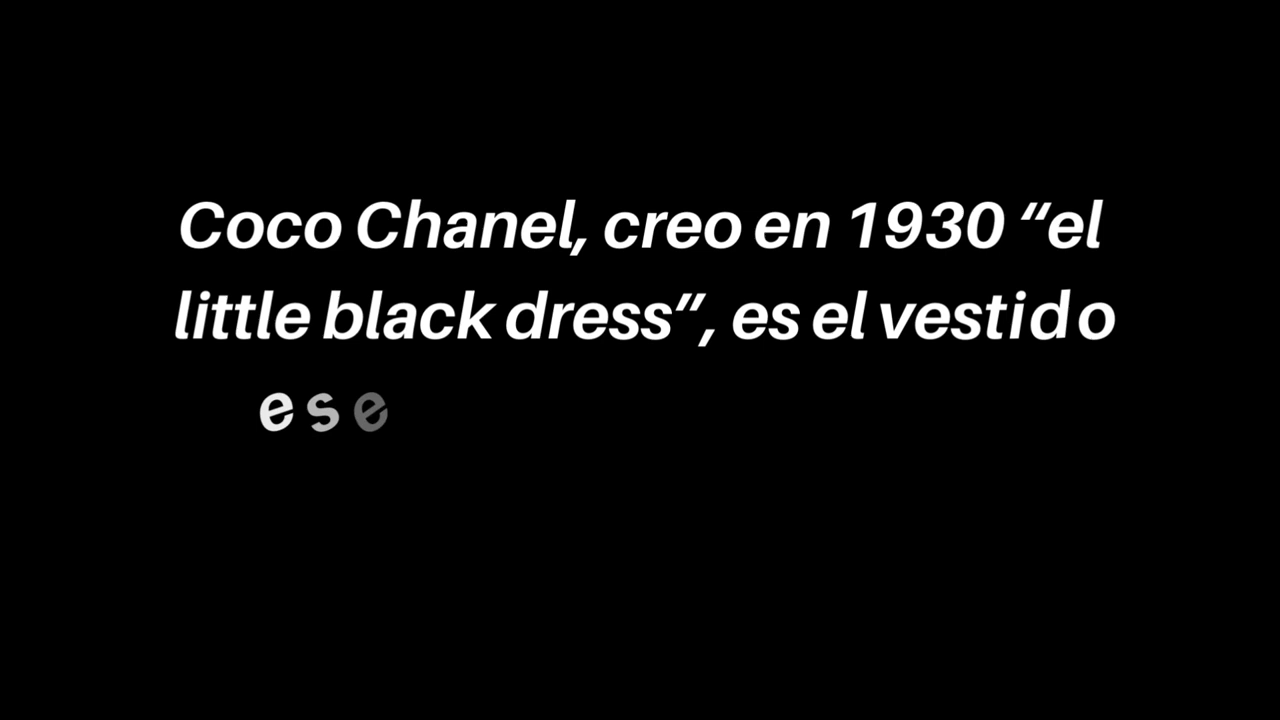 Coco Chanel, creo en 1930 “el
little black dress”, es el vestido
ese